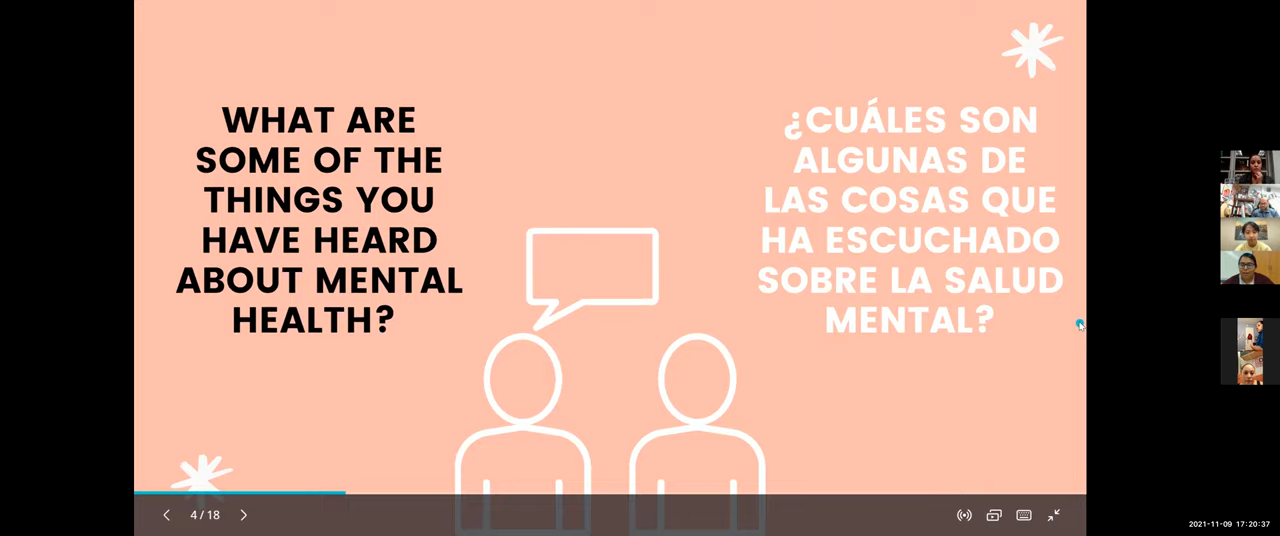 WHAT ARE
SOME OF THE
THINGS YOU
HAVE HEARD
ABOUT MENTAL
HEALTH?
¿CUÁLES SON
ALGUNAS DE
LAS COSAS QUE
HA ESCUCHADO
SOBRE LA SALUD
MENTAL?
4 / 18
2021-11-09 17:20:37